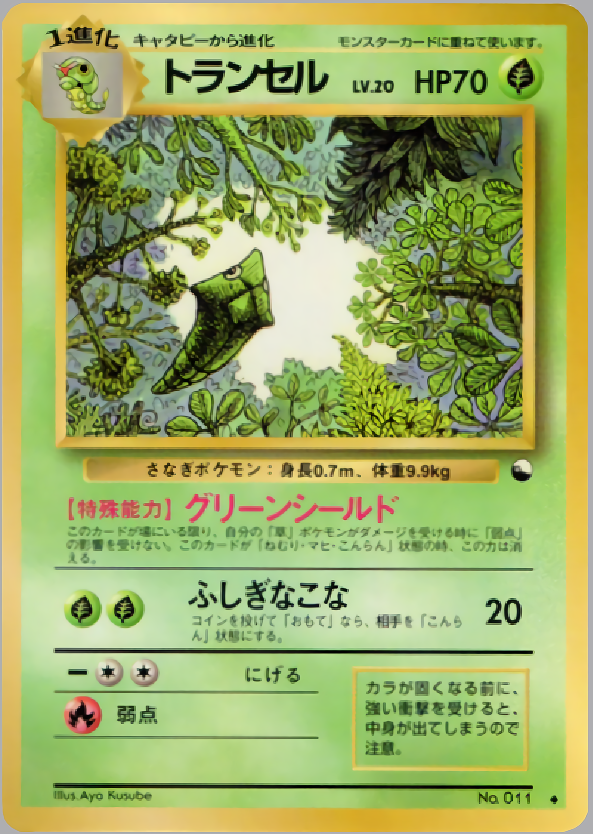 1進化 キャタピーから進化 モンスターカードに重ねて使います。
トランセル LV.20 HP70
さなぎポケモン：身長0.7m、体重9.9kg
【特殊能力】グリーンシールド
このカードが場にいる限り、自分の「草」ポケモンがダメージを受ける時に「弱点」
の影響を受けない。このカードが「ねむり・マヒ・こんらん」状態の時、この力は消
える。
ふしぎなこな 20
コインを投げて「おもて」なら、相手を「こんら
ん」状態にする。
ー にげる
弱点
カラが固くなる前に、
強い衝撃を受けると、
中身が出てしまうので
注意。
Illus.Aya Kusube No. 011